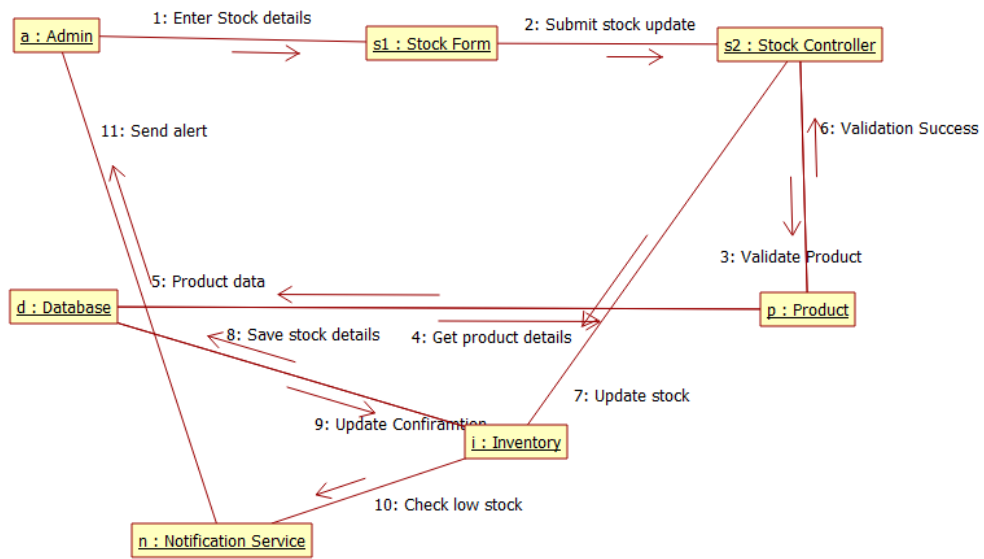 1: Enter Stock details
2: Submit stock update
a : Admin
s1 : Stock Form
s2 : Stock Controller
11: Send alert
6: Validation Success
3: Validate Product
5: Product data
d : Database
p : Product
8: Save stock details
4: Get product details
7: Update stock
9: Update Confiramtion
i : Inventory
10: Check low stock
n : Notification Service